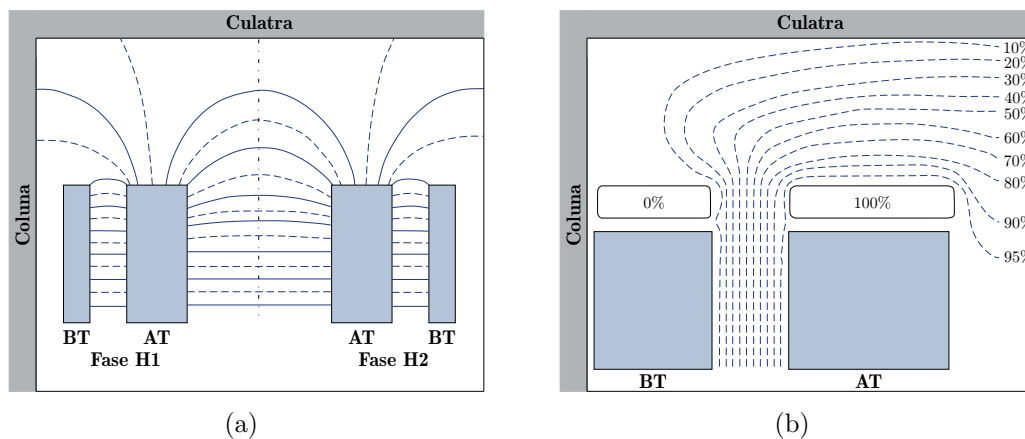 Culatra
Coluna
BT
AT
AT
BT
Fase H1
Fase H2
(a)
Culatra
Coluna
10%
20%
30%
40%
50%
60%
70%
80%
90%
95%
0%
100%
BT
AT
(b)